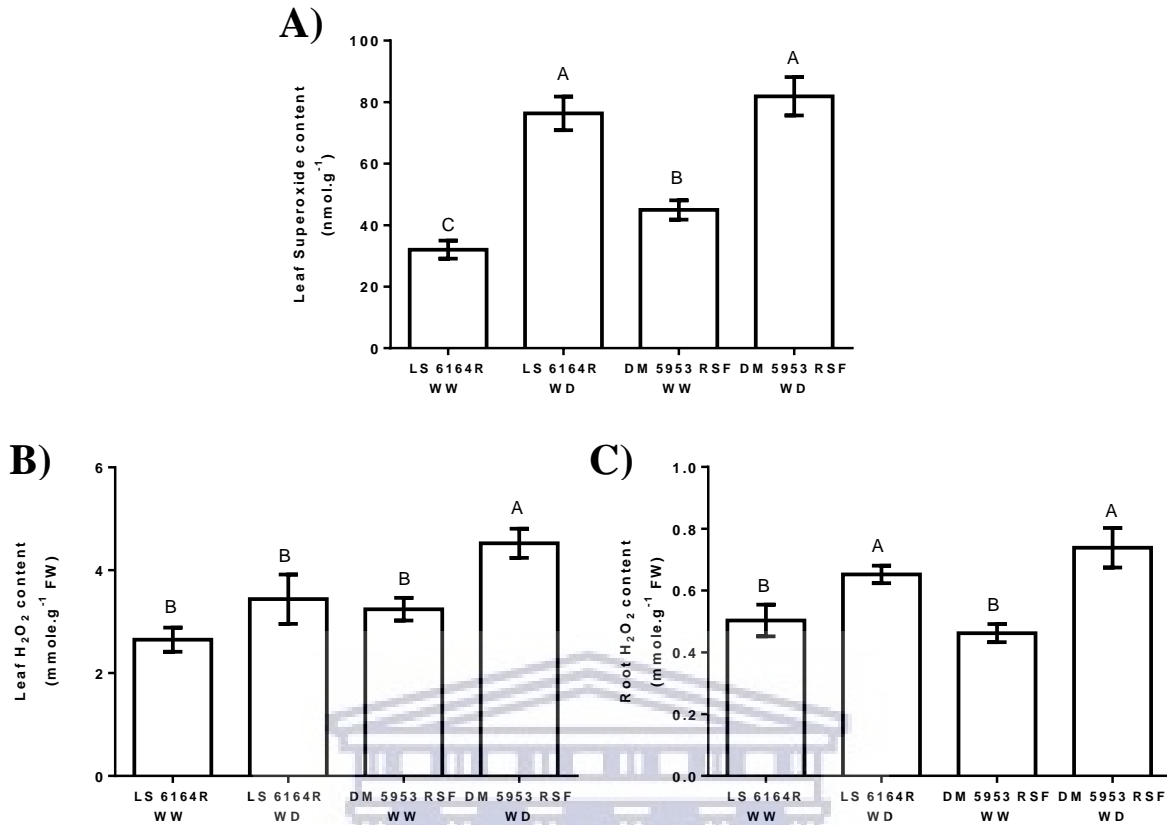 A)
Leaf Superoxide content
(nmol.g⁻¹)
100
80
60
40
20
0
C
A
B
A
LS 6164R
WW
LS 6164R
WD
DM 5953 RSF
WW
DM 5953 RSF
WD
B)
Leaf H₂O₂ content
(mmole.g⁻¹ FW)
6
4
2
0
B
B
B
A
LS 6164R
WW
LS 6164R
WD
DM 5953 RSF
WW
DM 5953 RSF
WD
C)
Root H₂O₂ content
(mmole.g⁻¹ FW)
1.0
0.8
0.6
0.4
0.2
0.0
B
A
B
A
LS 6164R
WW
LS 6164R
WD
DM 5953 RSF
WW
DM 5953 RSF
WD